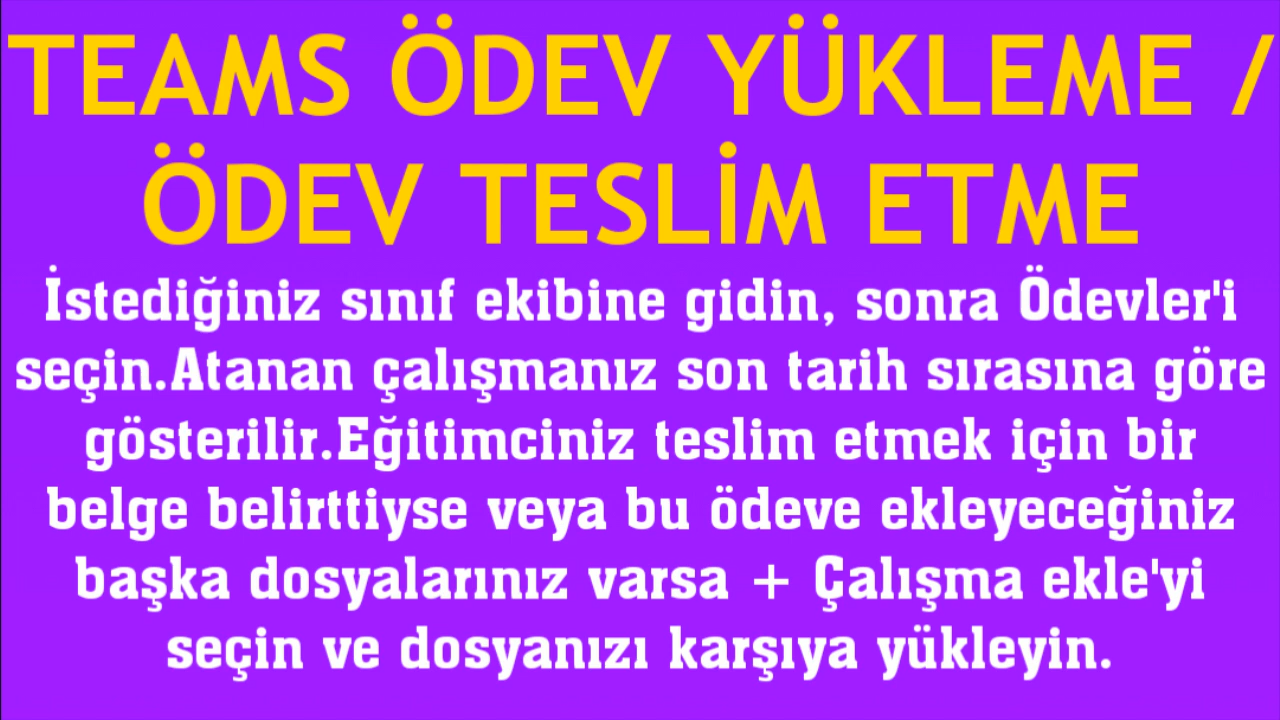 TEAMS ÖDEV YÜKLEME /
ÖDEV TESLİM ETME
İstediğiniz sınıf ekibine gidin, sonra Ödevler'i
seçin.Atanan çalışmanız son tarih sırasına göre
gösterilir.Eğitimciniz teslim etmek için bir
belge belirttiyse veya bu ödeve ekleyeceğiniz
başka dosyalarınız varsa + Çalışma ekle'yi
seçin ve dosyanızı karşıya yükleyin.